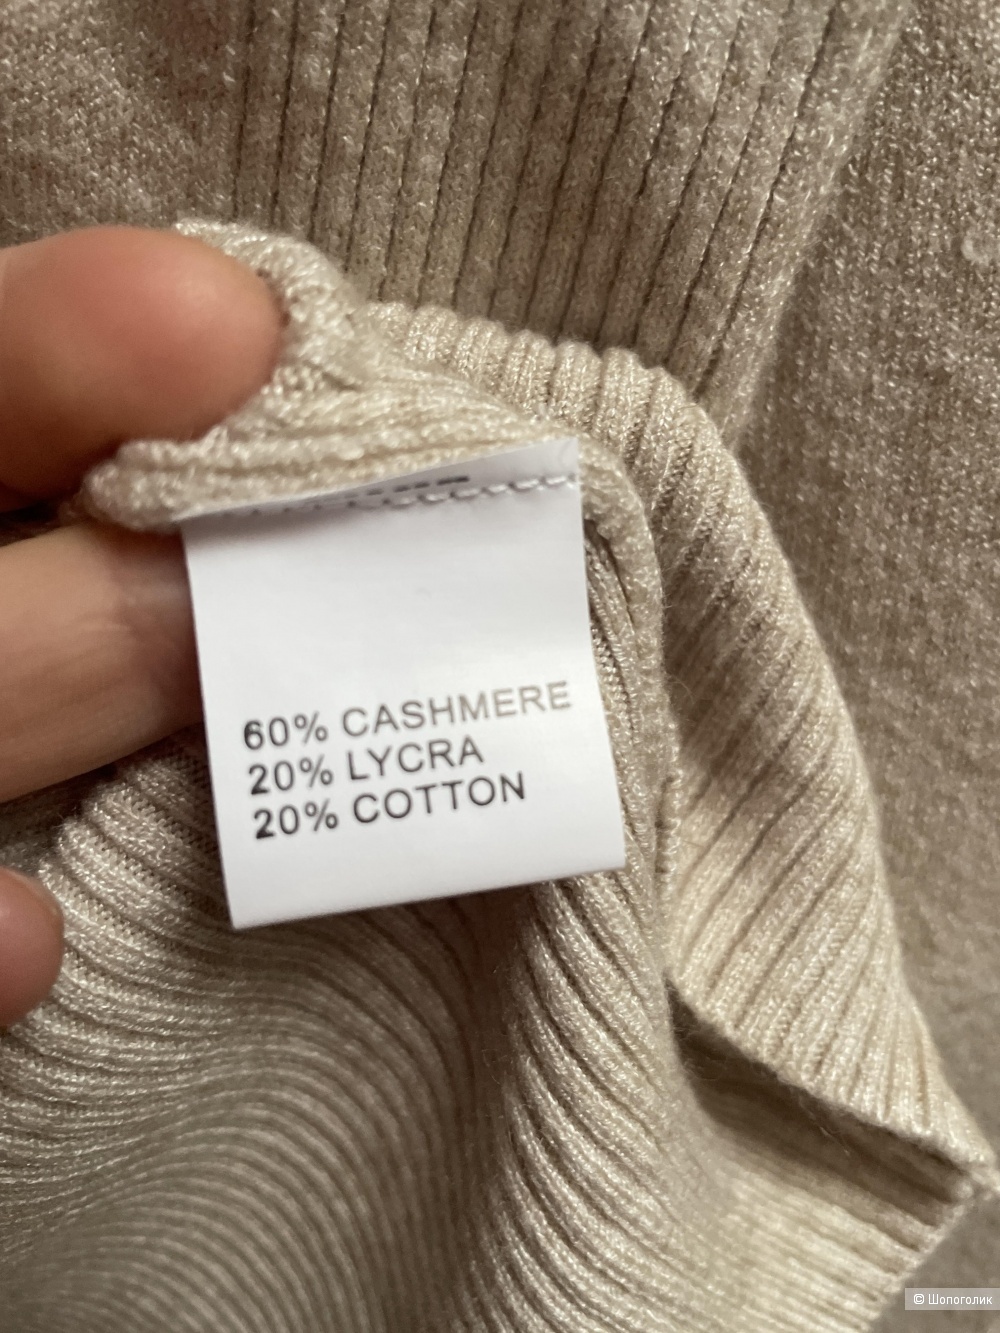 60% CASHMERE
20% LYCRA
20% COTTON
© Шопоголик